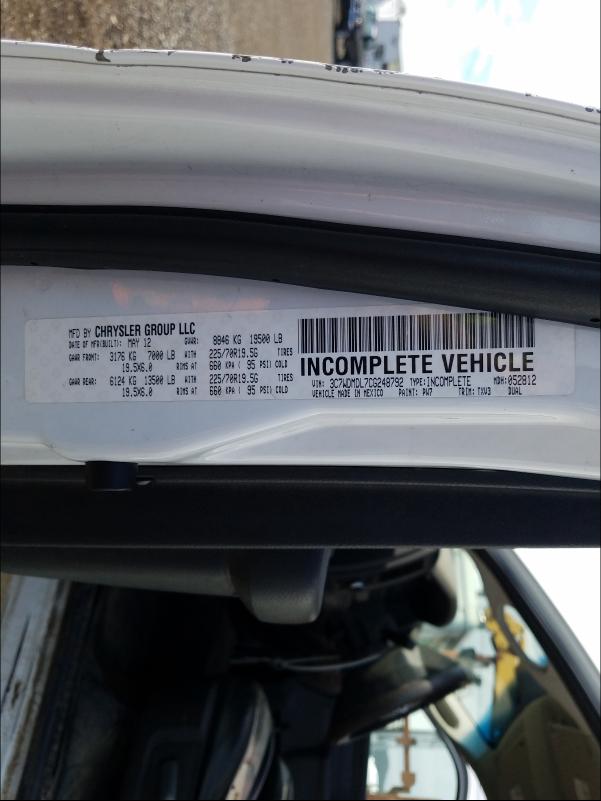 MFD BY CHRYSLER GROUP LLC
DATE OF MFR(BUILT): MAY 12 GVWR: 8846 KG 19500 LB
GAWR FRONT: 3176 KG 7000 LB WITH 225/70R19.5G TIRES
19.5X6.0 RIMS AT 660 KPA ( 95 PSI) COLD
GAWR REAR: 6124 KG 13500 LB WITH 225/70R19.5G TIRES
19.5X6.0 RIMS AT 660 KPA ( 95 PSI) COLD
INCOMPLETE VEHICLE
VIN: 3C7WDMDL7CG248792 TYPE: INCOMPLETE MDH: 052812
VEHICLE MADE IN MEXICO PAINT: PW7 TRIM: TXV3 DUAL